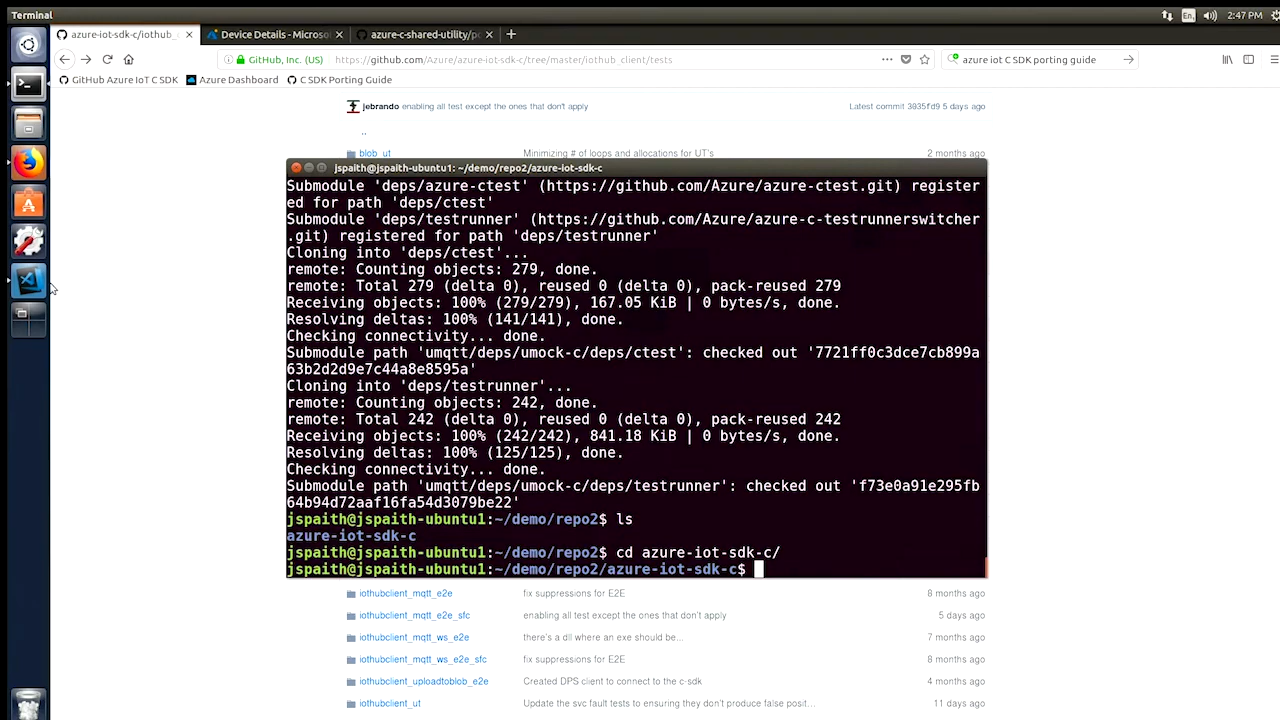 Terminal
En
2:47 PM
azure-iot-sdk-c/iothub_
Device Details - Microsof
azure-c-shared-utility/po
GitHub, Inc. (US)
https://github.com/Azure/azure-iot-sdk-c/tree/master/iothub_client/tests
azure iot C SDK porting guide
GitHub Azure IoT C SDK
Azure Dashboard
C SDK Porting Guide
jebrando enabling all test except the ones that don't apply
Latest commit 3035fd9 5 days ago
..
blob_ut
Minimizing # of loops and allocations for UT's
2 months ago
jspaith@jspaith-ubuntu1: ~/demo/repo2/azure-iot-sdk-c
Submodule 'deps/azure-ctest' (https://github.com/Azure/azure-ctest.git) register
ed for path 'deps/ctest'
Submodule 'deps/testrunner' (https://github.com/Azure/azure-c-testrunnerswitcher
.git) registered for path 'deps/testrunner'
Cloning into 'deps/ctest'...
remote: Counting objects: 279, done.
remote: Total 279 (delta 0), reused 0 (delta 0), pack-reused 279
Receiving objects: 100% (279/279), 167.05 KiB | 0 bytes/s, done.
Resolving deltas: 100% (141/141), done.
Checking connectivity... done.
Submodule path 'umqtt/deps/umock-c/deps/ctest': checked out '7721ff0c3dce7cb899a
63b2d2d9e7c44a8e8595a'
Cloning into 'deps/testrunner'...
remote: Counting objects: 242, done.
remote: Total 242 (delta 0), reused 0 (delta 0), pack-reused 242
Receiving objects: 100% (242/242), 841.18 KiB | 0 bytes/s, done.
Resolving deltas: 100% (125/125), done.
Checking connectivity... done.
Submodule path 'umqtt/deps/umock-c/deps/testrunner': checked out 'f73e0a91e295fb
64b94d72aaf16fa54d3079be22'
jspaith@jspaith-ubuntu1:~/demo/repo2$ ls
azure-iot-sdk-c
jspaith@jspaith-ubuntu1:~/demo/repo2$ cd azure-iot-sdk-c/
jspaith@jspaith-ubuntu1:~/demo/repo2/azure-iot-sdk-c$
iothubclient_mqtt_e2e
fix suppressions for E2E
8 months ago
iothubclient_mqtt_e2e_sfc
enabling all test except the ones that don't apply
5 days ago
iothubclient_mqtt_ws_e2e
there's a dll where an exe should be...
7 months ago
iothubclient_mqtt_ws_e2e_sfc
fix suppressions for E2E
8 months ago
iothubclient_uploadtoblob_e2e
Created DPS client to connect to the c-sdk
4 months ago
iothubclient_ut
Update the svc fault tests to ensuring they don't produce false posit...
11 days ago